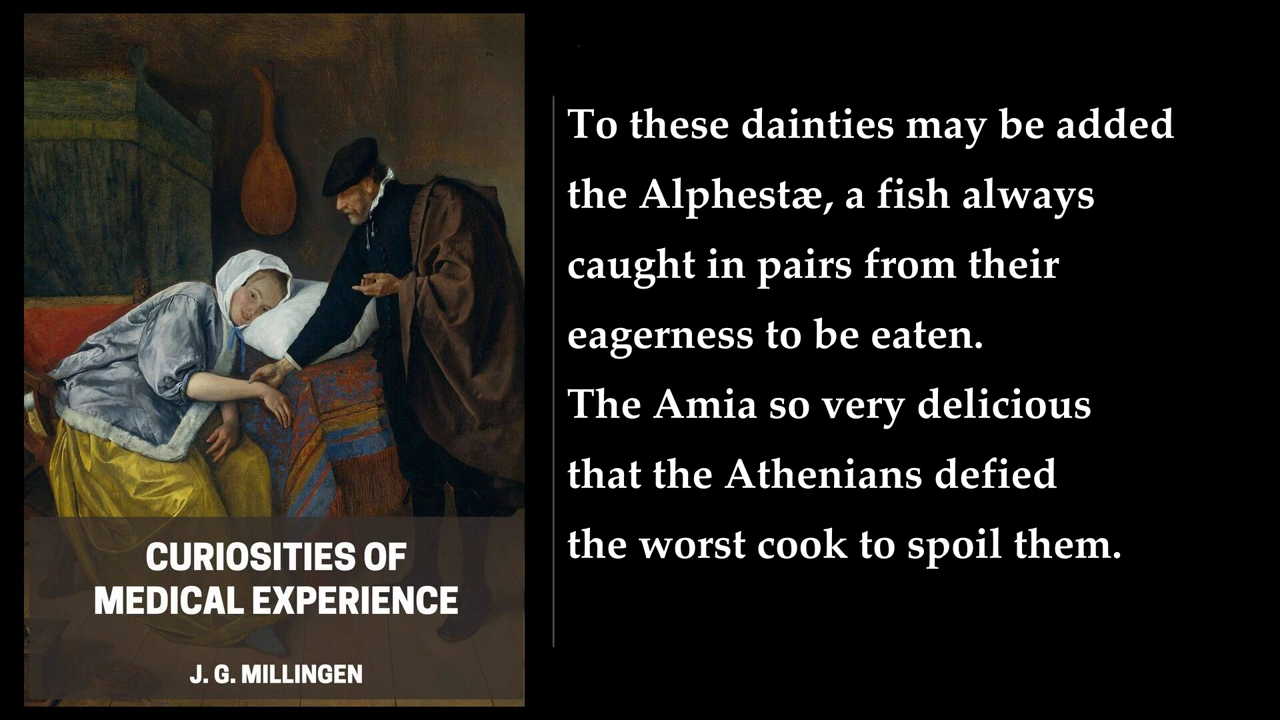 To these dainties may be added
the Alphestæ, a fish always
caught in pairs from their
eagerness to be eaten.
The Amia so very delicious
that the Athenians defied
the worst cook to spoil them.
CURIOSITIES OF
MEDICAL EXPERIENCE
J. G. MILLINGEN